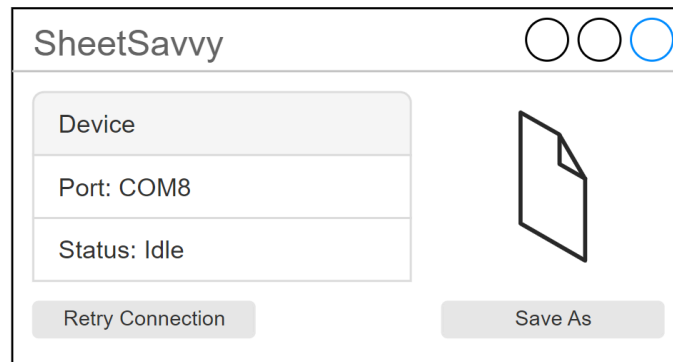 SheetSavvy
Device
Port: COM8
Status: Idle
Retry Connection
Save As